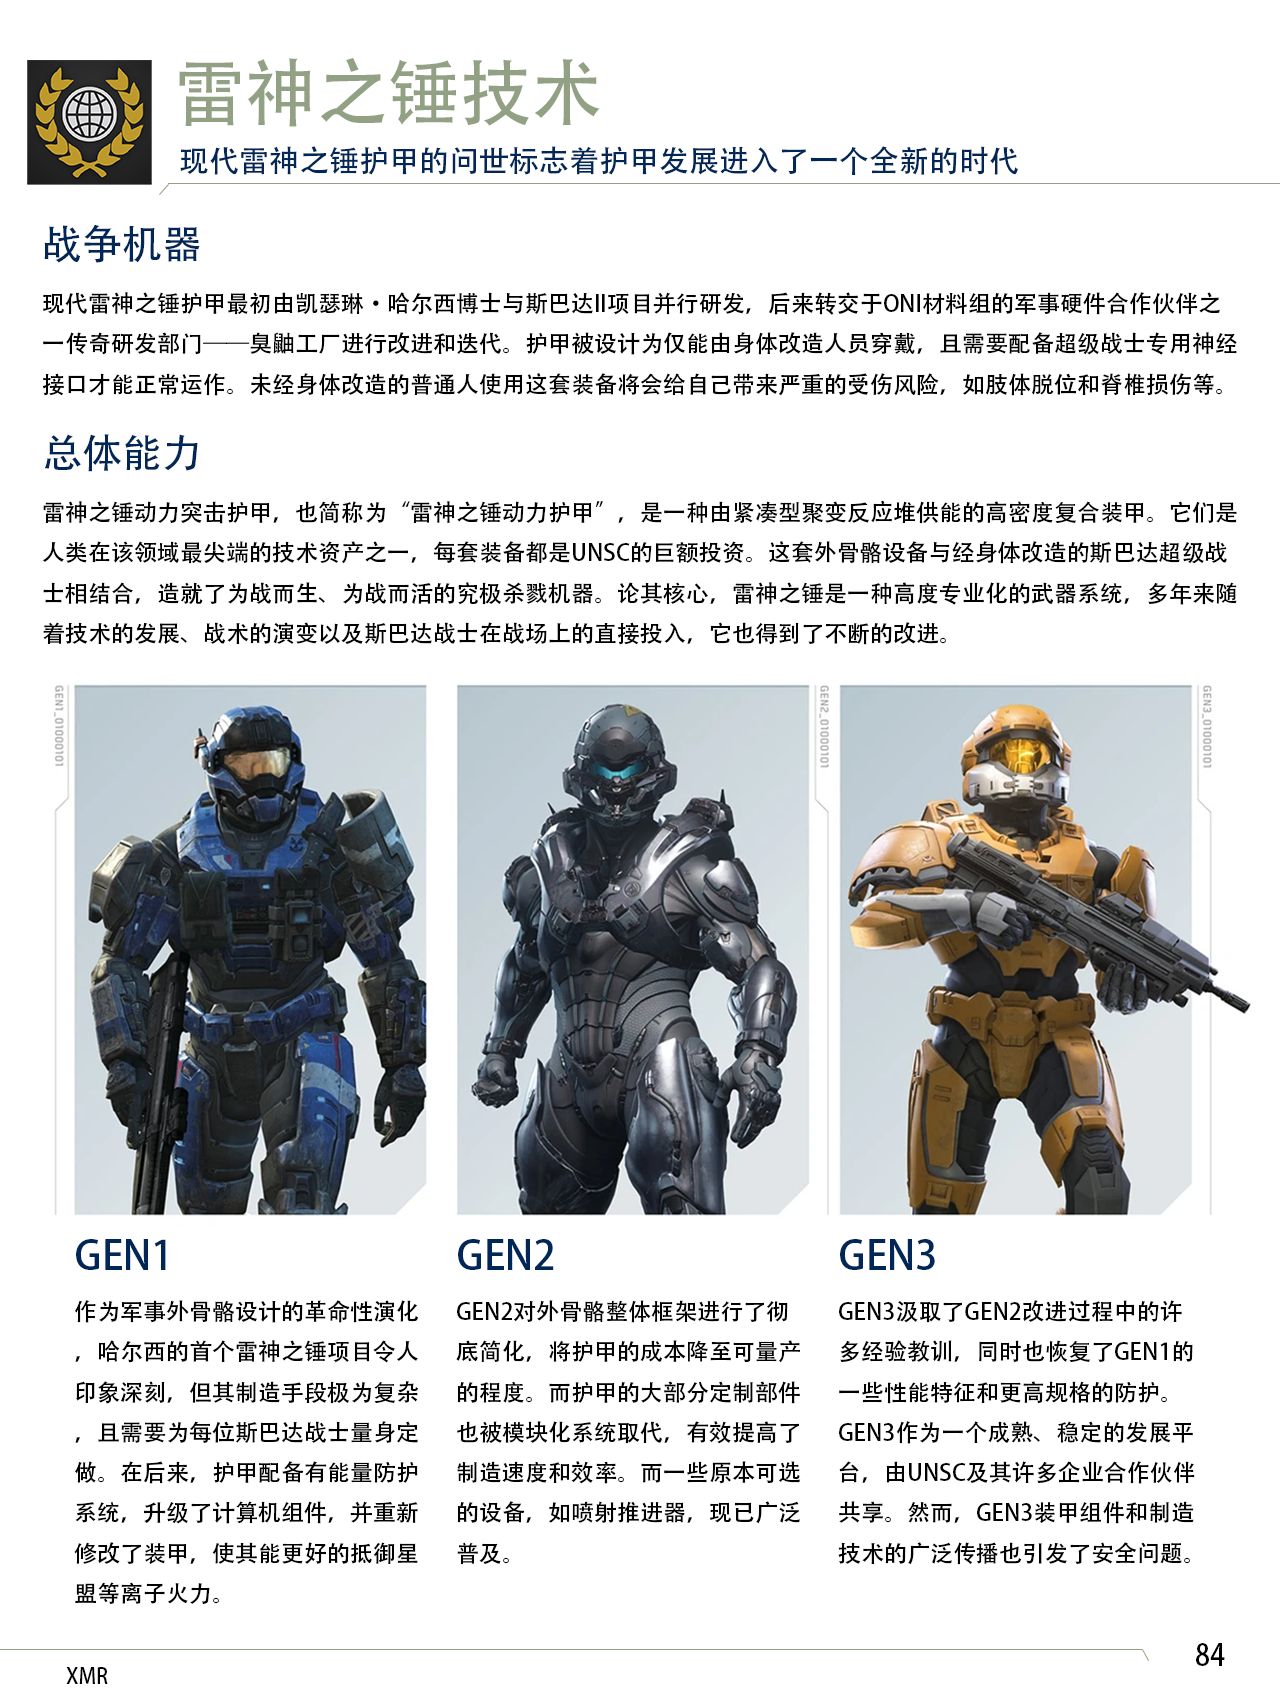 雷神之锤技术
现代雷神之锤护甲的问世标志着护甲发展进入了一个全新的时代
战争机器
现代雷神之锤护甲最初由凯瑟琳·哈尔西博士与斯巴达II项目并行研发，后来转交于ONI材料组的军事硬件合作伙伴之
一传奇研发部门——臭鼬工厂进行改进和迭代。护甲被设计为仅能由身体改造人员穿戴，且需要配备超级战士专用神经
接口才能正常运作。未经身体改造的普通人使用这套装备将会给自己带来严重的受伤风险，如肢体脱位和脊椎损伤等。
总体能力
雷神之锤动力突击护甲，也简称为“雷神之锤动力护甲”，是一种由紧凑型聚变反应堆供能的高密度复合装甲。它们是
人类在该领域最尖端的技术资产之一，每套装备都是UNSC的巨额投资。这套外骨骼设备与经身体改造的斯巴达超级战
士相结合，造就了为战而生、为战而活的究极杀戮机器。论其核心，雷神之锤是一种高度专业化的武器系统，多年来随
着技术的发展、战术的演变以及斯巴达战士在战场上的直接投入，它也得到了不断的改进。
GEN1_01000101
GEN2_01000101
GEN3_01000101
GEN1
作为军事外骨骼设计的革命性演化
，哈尔西的首个雷神之锤项目令人
印象深刻，但其制造手段极为复杂
，且需要为每位斯巴达战士量身定
做。在后来，护甲配备有能量防护
系统，升级了计算机组件，并重新
修改了装甲，使其能更好的抵御星
盟等离子火力。
GEN2
GEN2对外骨骼整体框架进行了彻
底简化，将护甲的成本降至可量产
的程度。而护甲的大部分定制部件
也被模块化系统取代，有效提高了
制造速度和效率。而一些原本可选
的设备，如喷射推进器，现已广泛
普及。
GEN3
GEN3汲取了GEN2改进过程中的许
多经验教训，同时也恢复了GEN1的
一些性能特征和更高规格的防护。
GEN3作为一个成熟、稳定的发展平
台，由UNSC及其许多企业合作伙伴
共享。然而，GEN3装甲组件和制造
技术的广泛传播也引发了安全问题。
84
XMR